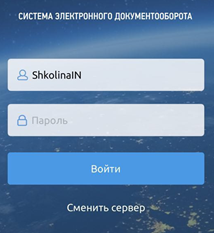 СИСТЕМА ЭЛЕКТРОННОГО ДОКУМЕНТООБОРОТА
ShkolinaIN
Пароль
Войти
Сменить сервер